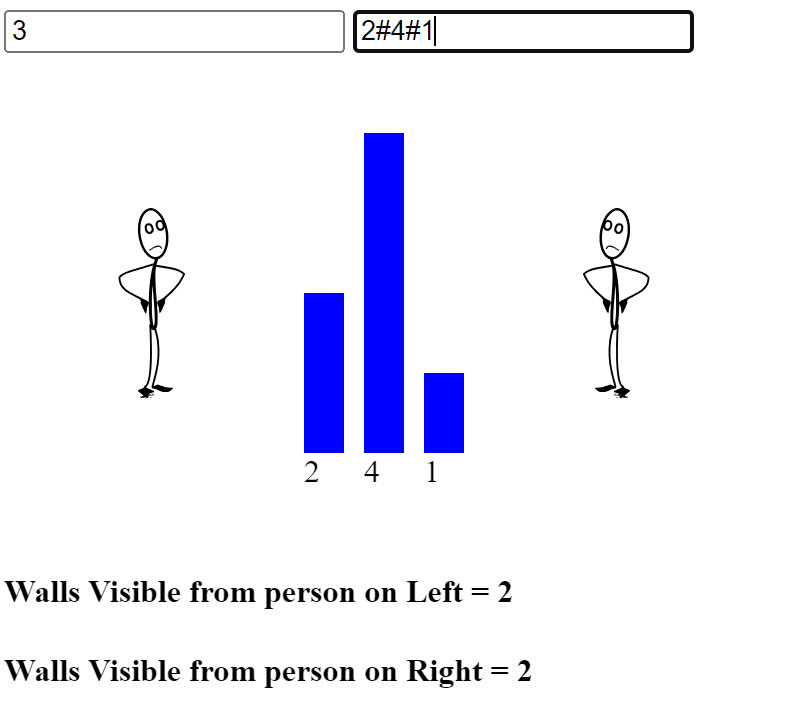 3 2#4#1
2 4 1
Walls Visible from person on Left = 2
Walls Visible from person on Right = 2